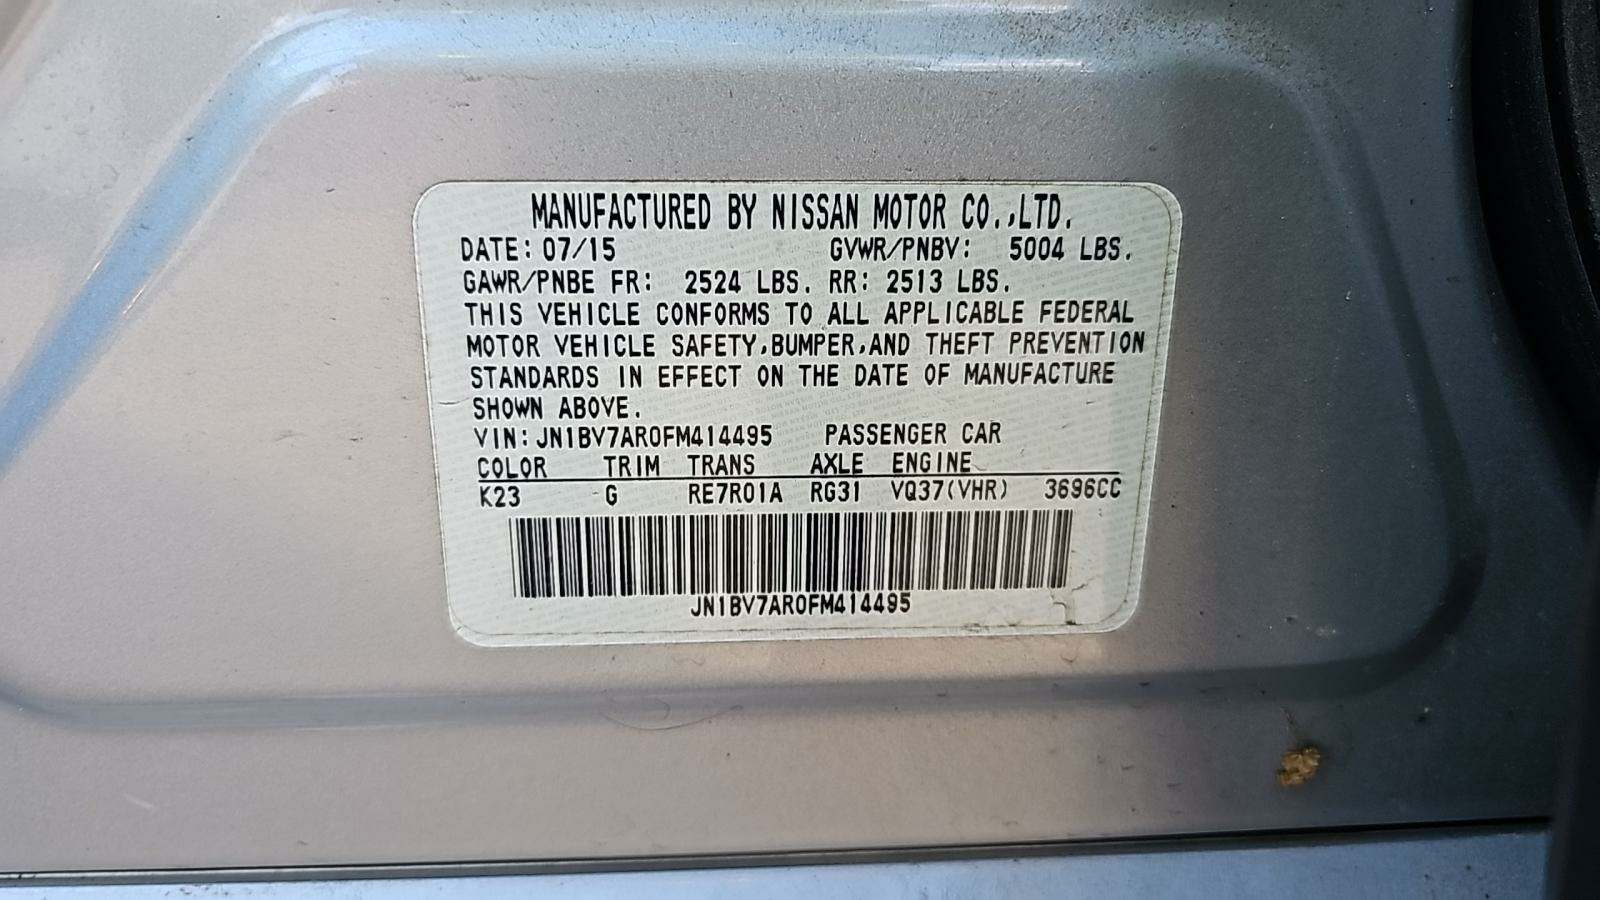 MANUFACTURED BY NISSAN MOTOR CO.,LTD.
DATE: 07/15 GVWR/PNBV: 5004 LBS.
GAWR/PNBE FR: 2524 LBS. RR: 2513 LBS.
THIS VEHICLE CONFORMS TO ALL APPLICABLE FEDERAL
MOTOR VEHICLE SAFETY,BUMPER,AND THEFT PREVENTION
STANDARDS IN EFFECT ON THE DATE OF MANUFACTURE
SHOWN ABOVE.
VIN: JN1BV7AR0FM414495 PASSENGER CAR
COLOR TRIM TRANS AXLE ENGINE
K23 G RE7R01A RG31 VQ37(VHR) 3696CC
JN1BV7AR0FM414495